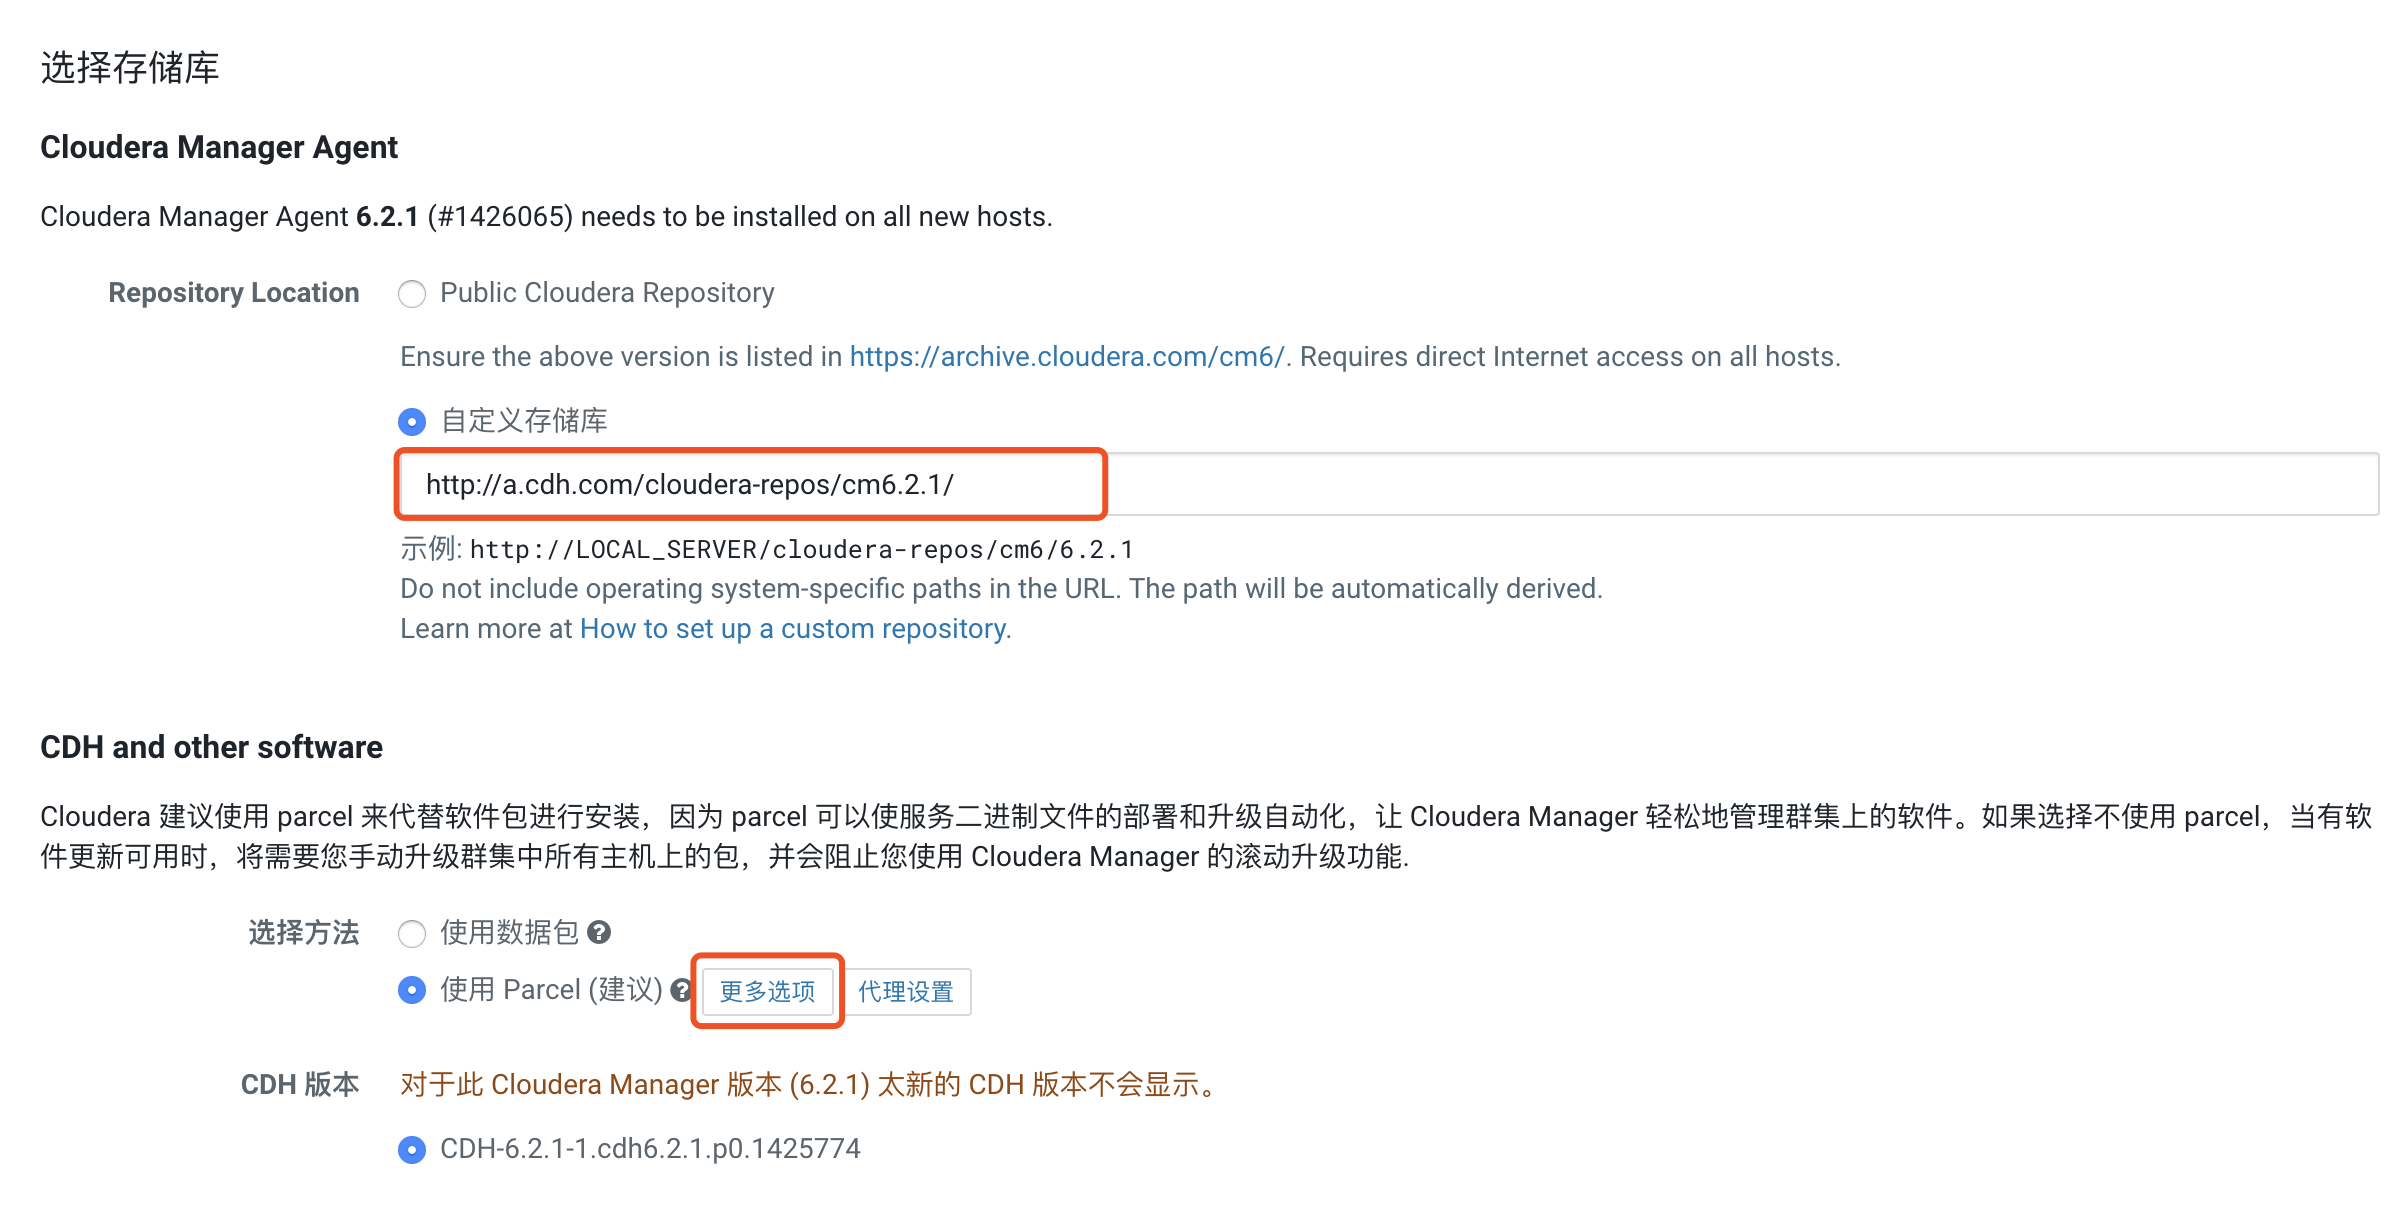 选择存储库
Cloudera Manager Agent
Cloudera Manager Agent 6.2.1 (#1426065) needs to be installed on all new hosts.
Repository Location
Public Cloudera Repository
Ensure the above version is listed in https://archive.cloudera.com/cm6/. Requires direct Internet access on all hosts.
自定义存储库
http://a.cdh.com/cloudera-repos/cm6.2.1/
示例: http://LOCAL_SERVER/cloudera-repos/cm6/6.2.1
Do not include operating system-specific paths in the URL. The path will be automatically derived.
Learn more at How to set up a custom repository.
CDH and other software
Cloudera 建议使用 parcel 来代替软件包进行安装，因为 parcel 可以使服务二进制文件的部署和升级自动化，让 Cloudera Manager 轻松地管理群集上的软件。如果选择不使用 parcel，当有软
件更新可用时，将需要您手动升级群集中所有主机上的包，并会阻止您使用 Cloudera Manager 的滚动升级功能.
选择方法
使用数据包 ?
使用 Parcel (建议) ? 更多选项 代理设置
CDH 版本
对于此 Cloudera Manager 版本 (6.2.1) 太新的 CDH 版本不会显示。
CDH-6.2.1-1.cdh6.2.1.p0.1425774